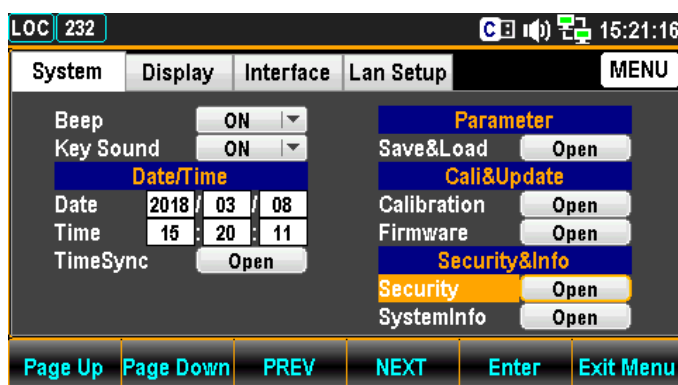 LOC 232 C 15:21:16
System Display Interface Lan Setup MENU
Beep ON
Key Sound ON
Date/Time
Date 2018 / 03 / 08
Time 15 : 20 : 11
TimeSync Open
Parameter
Save&Load Open
Cali&Update
Calibration Open
Firmware Open
Security&Info
Security Open
SystemInfo Open
Page Up Page Down PREV NEXT Enter Exit Menu